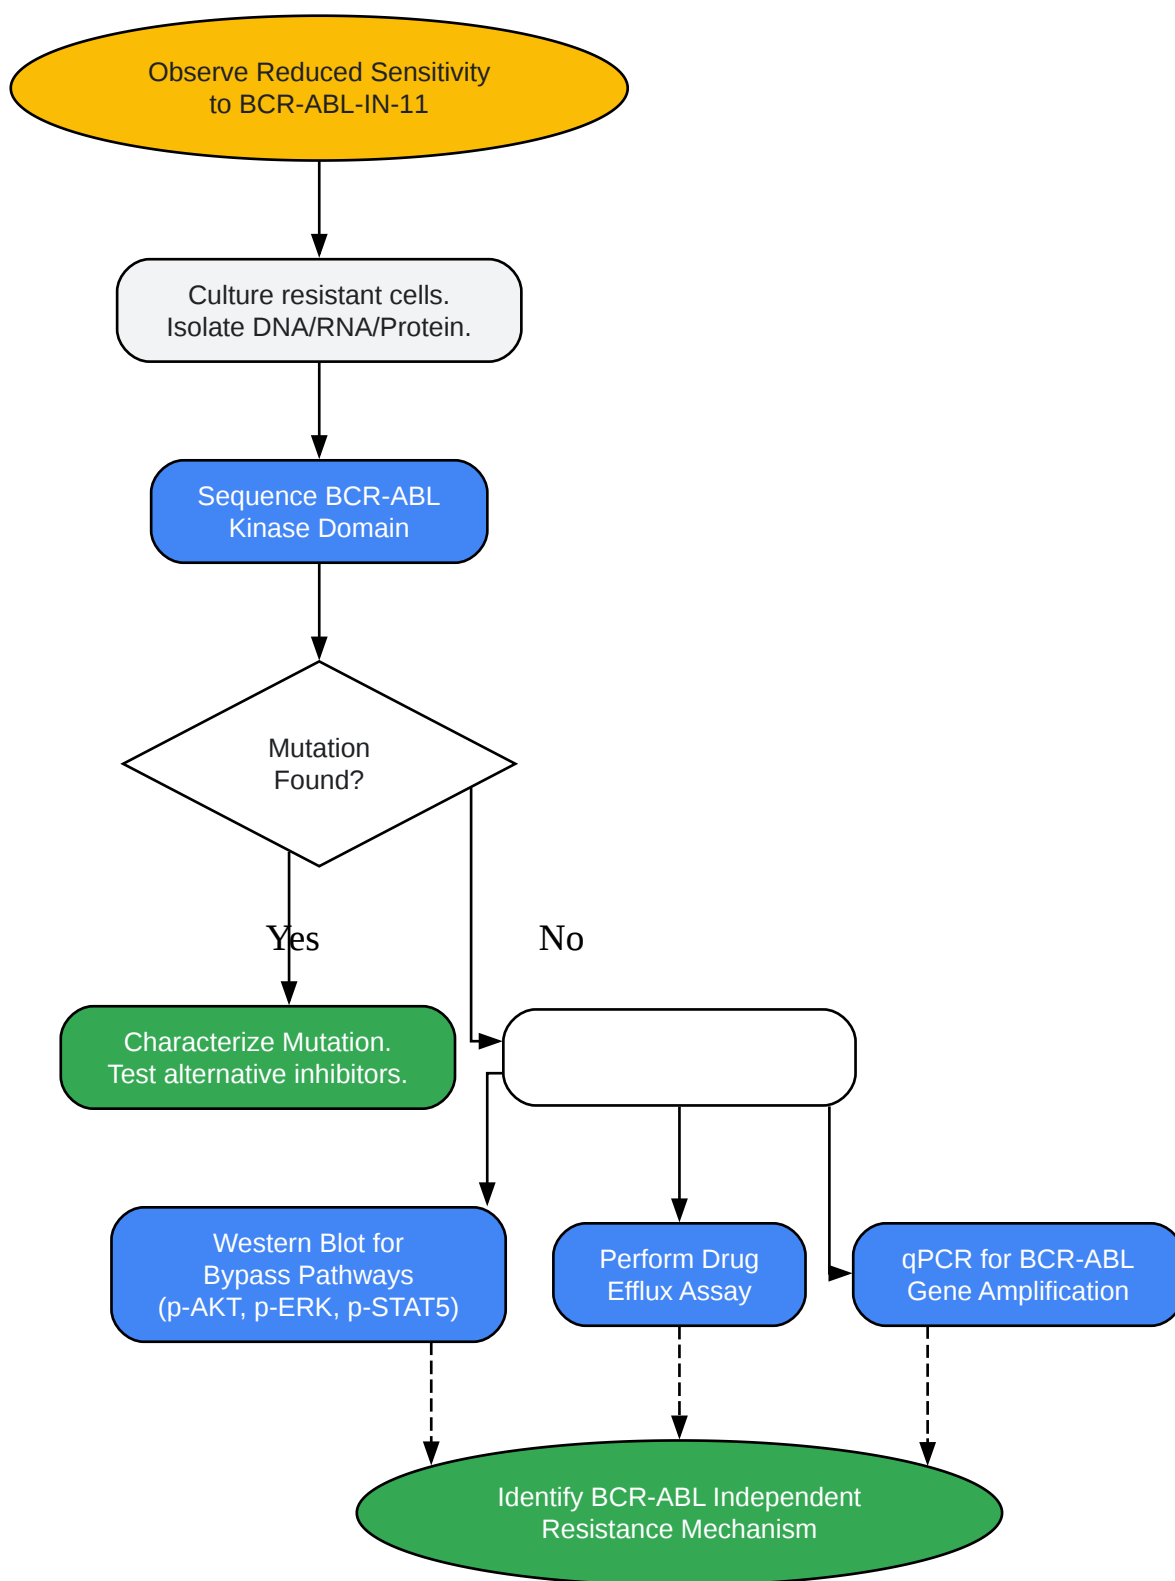 Observe Reduced Sensitivity
to BCR-ABL-IN-11
Culture resistant cells.
Isolate DNA/RNA/Protein.
Sequence BCR-ABL
Kinase Domain
Mutation
Found?
Yes
No
Characterize Mutation.
Test alternative inhibitors.
Western Blot for
Bypass Pathways
(p-AKT, p-ERK, p-STAT5)
Perform Drug
Efflux Assay
qPCR for BCR-ABL
Gene Amplification
Identify BCR-ABL Independent
Resistance Mechanism